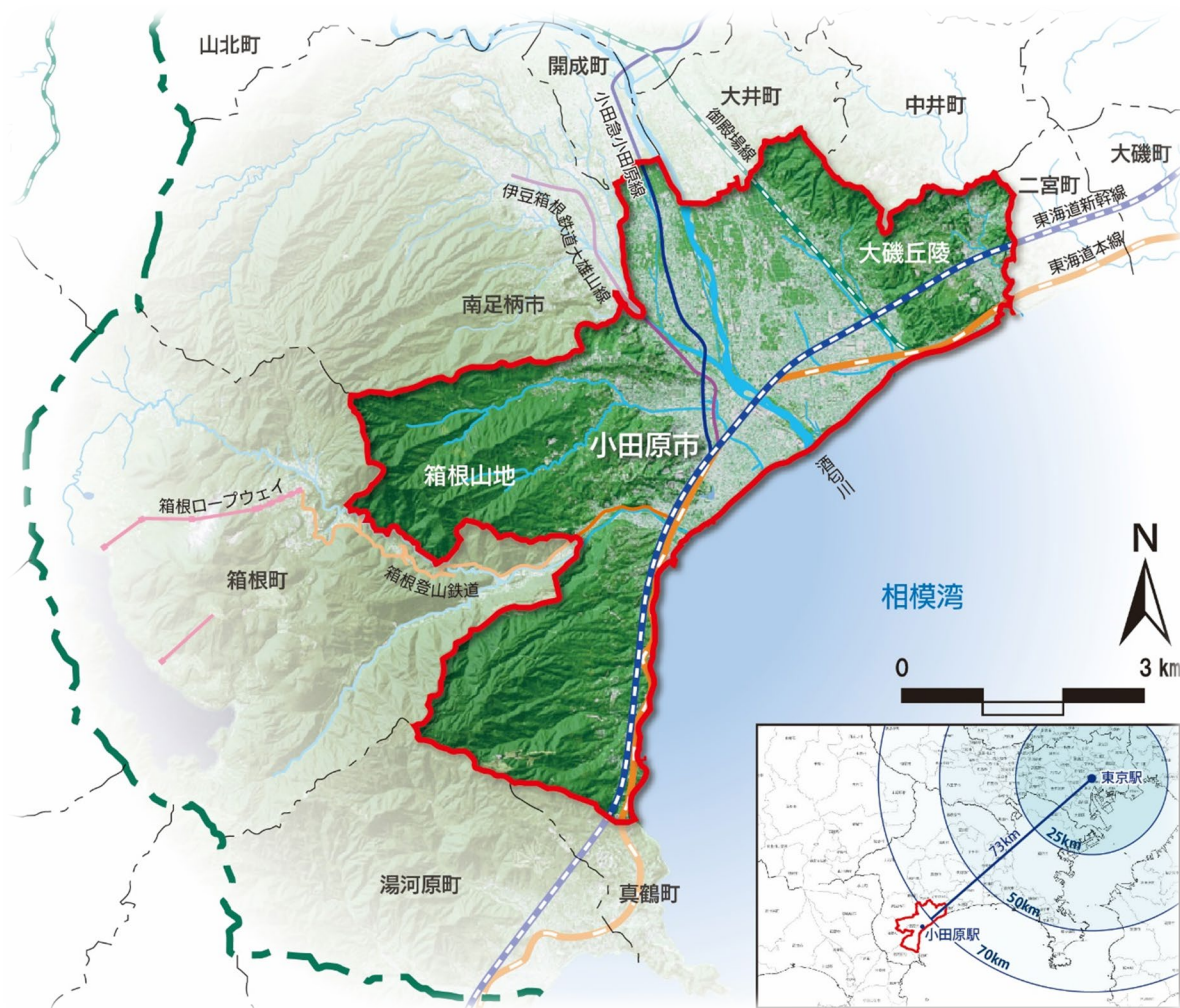 山北町
開成町
大井町
中井町
大磯町
二宮町
小田急小田原線
御殿場線
東海道新幹線
東海道本線
伊豆箱根鉄道大雄山線
大磯丘陵
南足柄市
小田原市
箱根山地
酒匂川
箱根ロープウェイ
箱根町
箱根登山鉄道
相模湾
N
0 3 km
湯河原町
真鶴町
東京駅
73km
25km
50km
小田原駅
70km